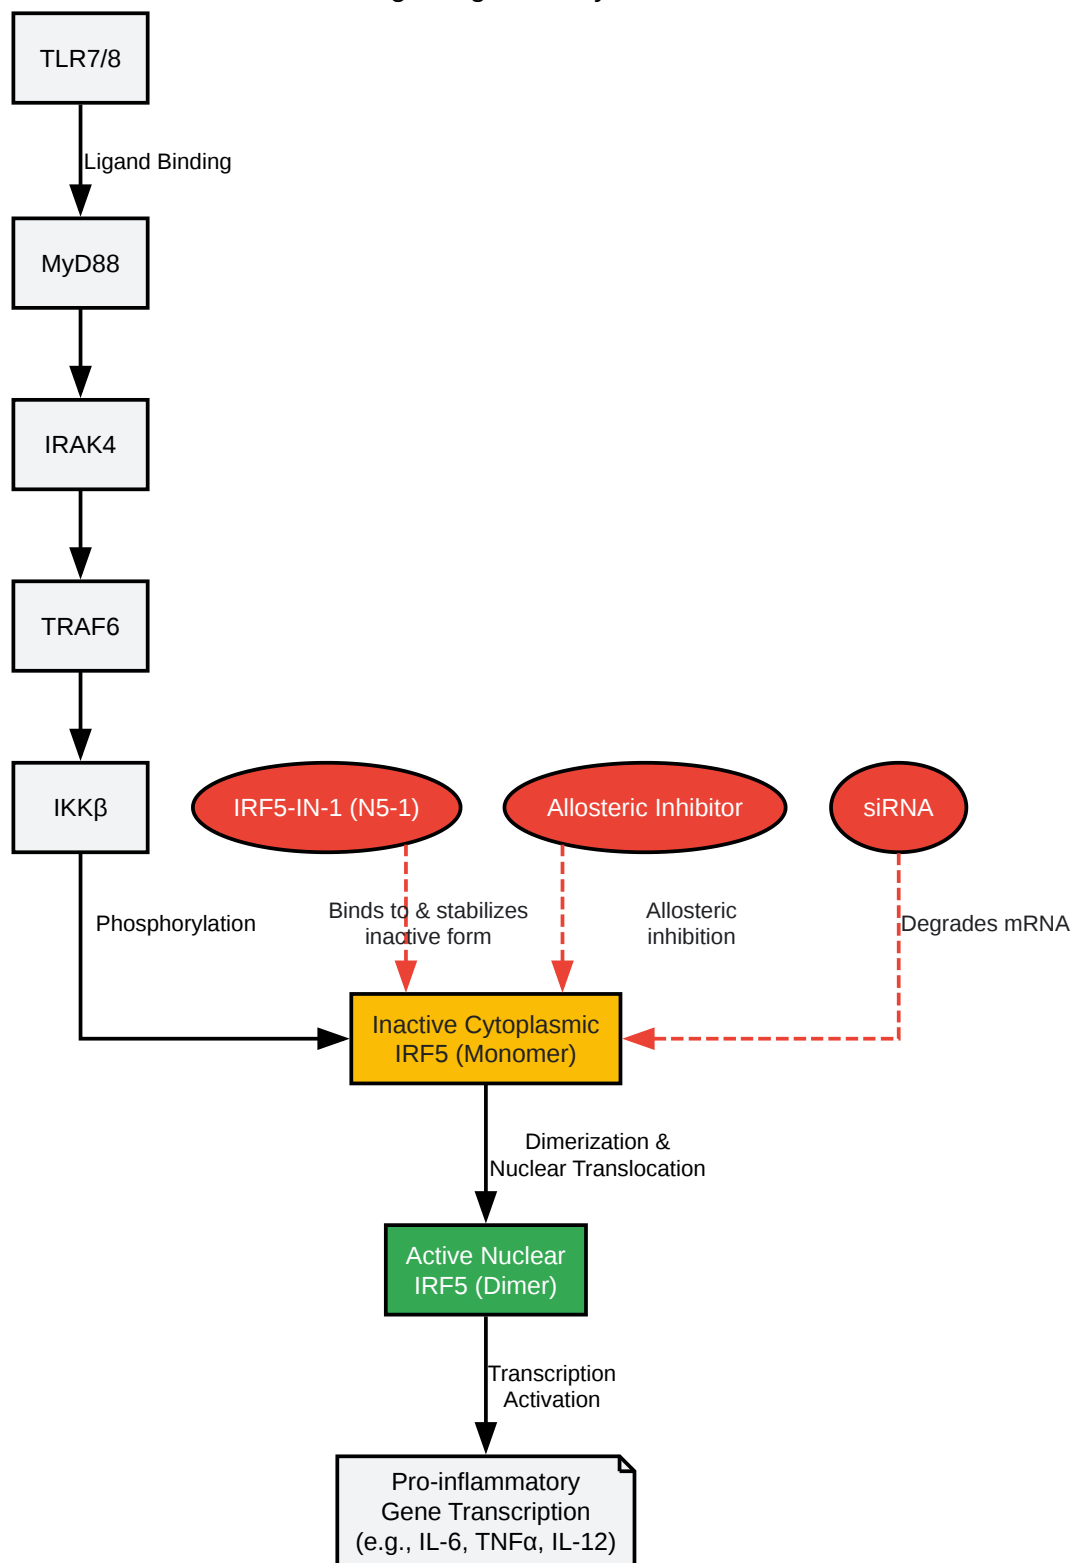 TLR7/8
Ligand Binding
MyD88
IRAK4
TRAF6
IKKβ
IRF5-IN-1 (N5-1)
Allosteric Inhibitor
siRNA
Phosphorylation
Binds to & stabilizes
inactive form
Allosteric
inhibition
Degrades mRNA
Inactive Cytoplasmic
IRF5 (Monomer)
Dimerization &
Nuclear Translocation
Active Nuclear
IRF5 (Dimer)
Transcription
Activation
Pro-inflammatory
Gene Transcription
(e.g., IL-6, TNFα, IL-12)